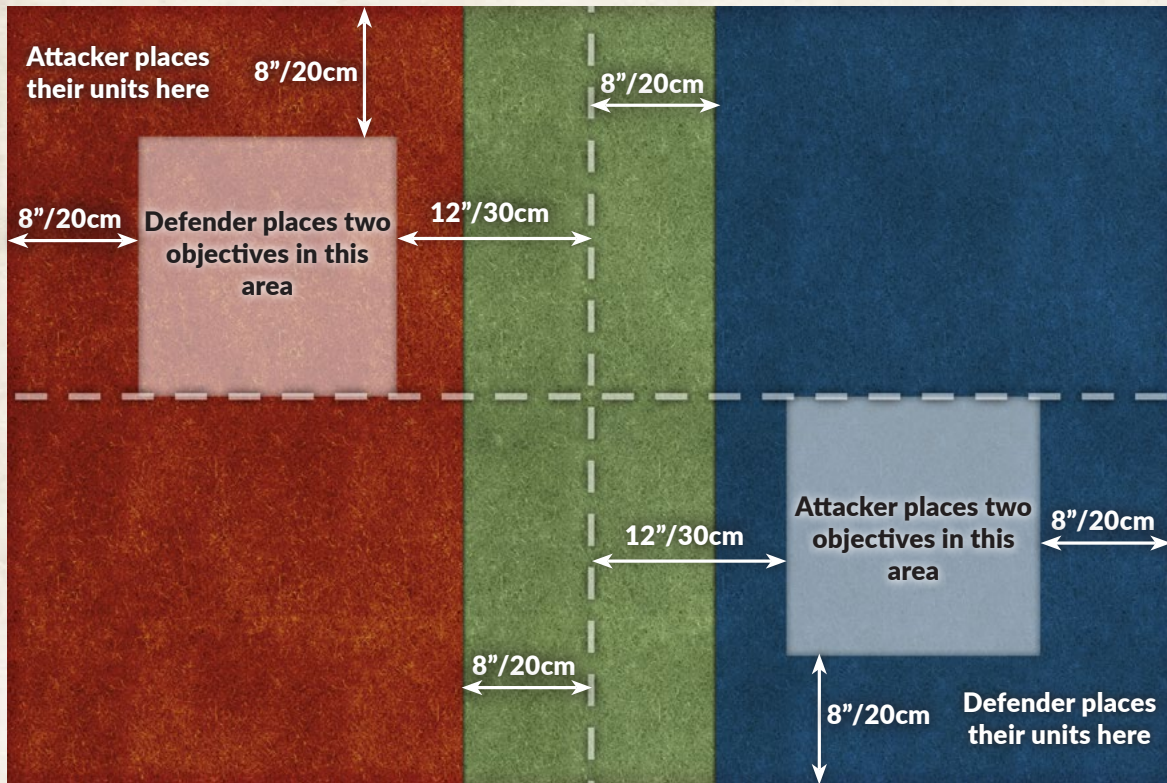 Attacker places
their units here
8”/20cm
8”/20cm
8”/20cm
Defender places two
objectives in this
area
12”/30cm
Attacker places two
objectives in this
area
12”/30cm
8”/20cm
8”/20cm
8”/20cm
Defender places
their units here